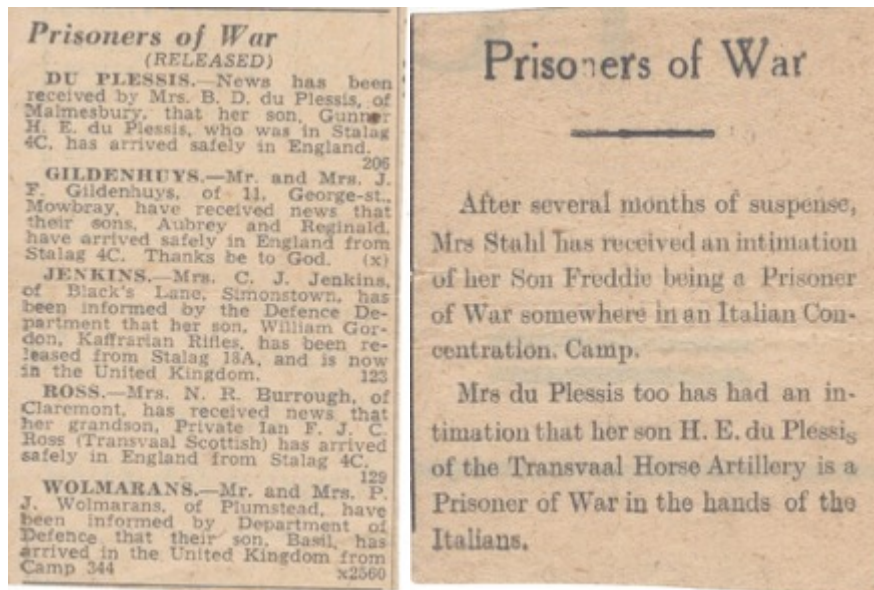 Prisoners of War
(RELEASED)
DU PLESSIS.—News has been
received by Mrs. B. D. du Plessis, of
Malmesbury, that her son, Gunner
H. E. du Plessis, who was in Stalag
4C, has arrived safely in England.
206
GILDENHUYS.—Mr. and Mrs. J.
F. Gildenhuys, of 11, George-st.,
Mowbray, have received news that
their sons, Aubrey and Reginald,
have arrived safely in England from
Stalag 4C. Thanks be to God. (x)
JENKINS.—Mrs. C. J. Jenkins,
of Black's Lane, Simonstown, has
been informed by the Defence De-
partment that her son, William Gor-
don, Kaffrarian Rifles, has been re-
leased from Stalag 18A, and is now
in the United Kingdom. 123
ROSS.—Mrs. N. R. Burrough, of
Claremont, has received news that
her grandson, Private Ian F. J. C.
Ross (Transvaal Scottish) has arrived
safely in England from Stalag 4C.
129
WOLMARANS.—Mr. and Mrs. P.
J. Wolmarans, of Plumstead, have
been informed by Department of
Defence that their son, Basil, has
arrived in the United Kingdom from
Camp 344 x2560
Prisoners of War
After several months of suspense,
Mrs Stahl has received an intimation
of her Son Freddie being a Prisoner
of War somewhere in an Italian Con-
centration. Camp.
Mrs du Plessis too has had an in-
timation that her son H. E. du Plessis
of the Transvaal Horse Artillery is a
Prisoner of War in the hands of the
Italians.